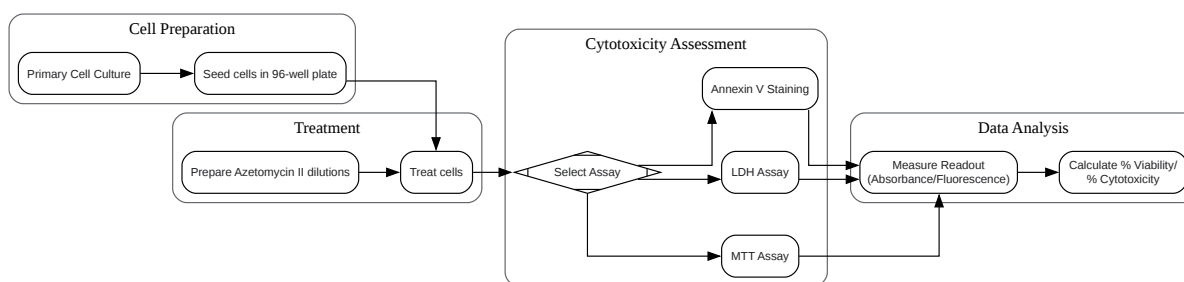 Cell Preparation
Primary Cell Culture
Seed cells in 96-well plate
Treatment
Prepare Azetomycin II dilutions
Treat cells
Cytotoxicity Assessment
Select Assay
Annexin V Staining
LDH Assay
MTT Assay
Data Analysis
Measure Readout
(Absorbance/Fluorescence)
Calculate % Viability/
% Cytotoxicity